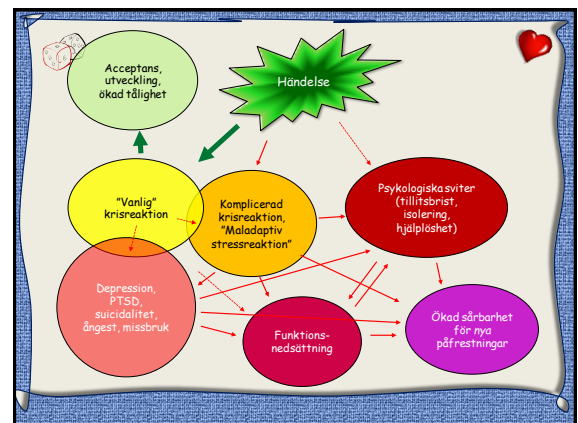 Acceptans,
utveckling,
ökad tålighet
Händelse
"Vanlig"
krisreaktion
Komplicerad
krisreaktion,
"Maladaptiv
stressreaktion"
Psykologiska sviter
(tillitsbrist,
isolering,
hjälplöshet)
Depression,
PTSD,
suicidalitet,
ångest, missbruk
Funktions-
nedsättning
Ökad sårbarhet
för nya
påfrestningar